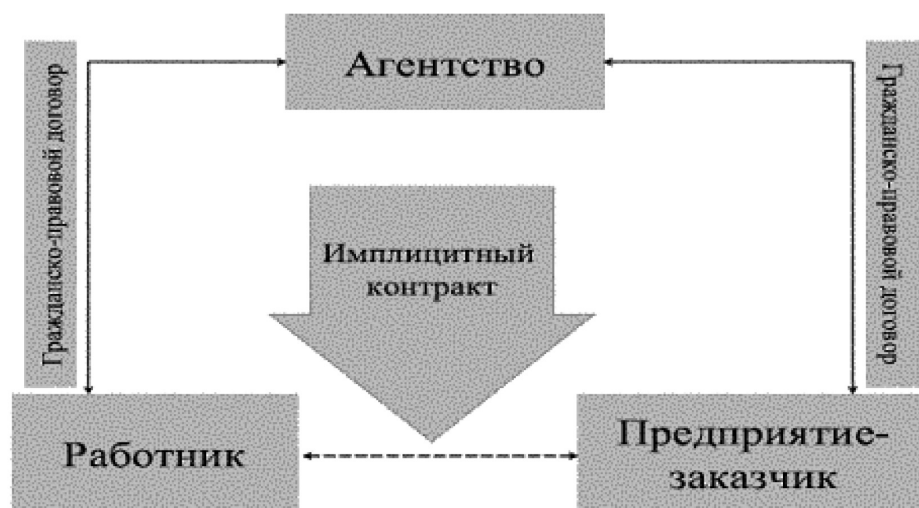 Агентство
Гражданско-правовой договор
Гражданско-правовой договор
Имплицитный
контракт
Работник
Предприятие-
заказчик